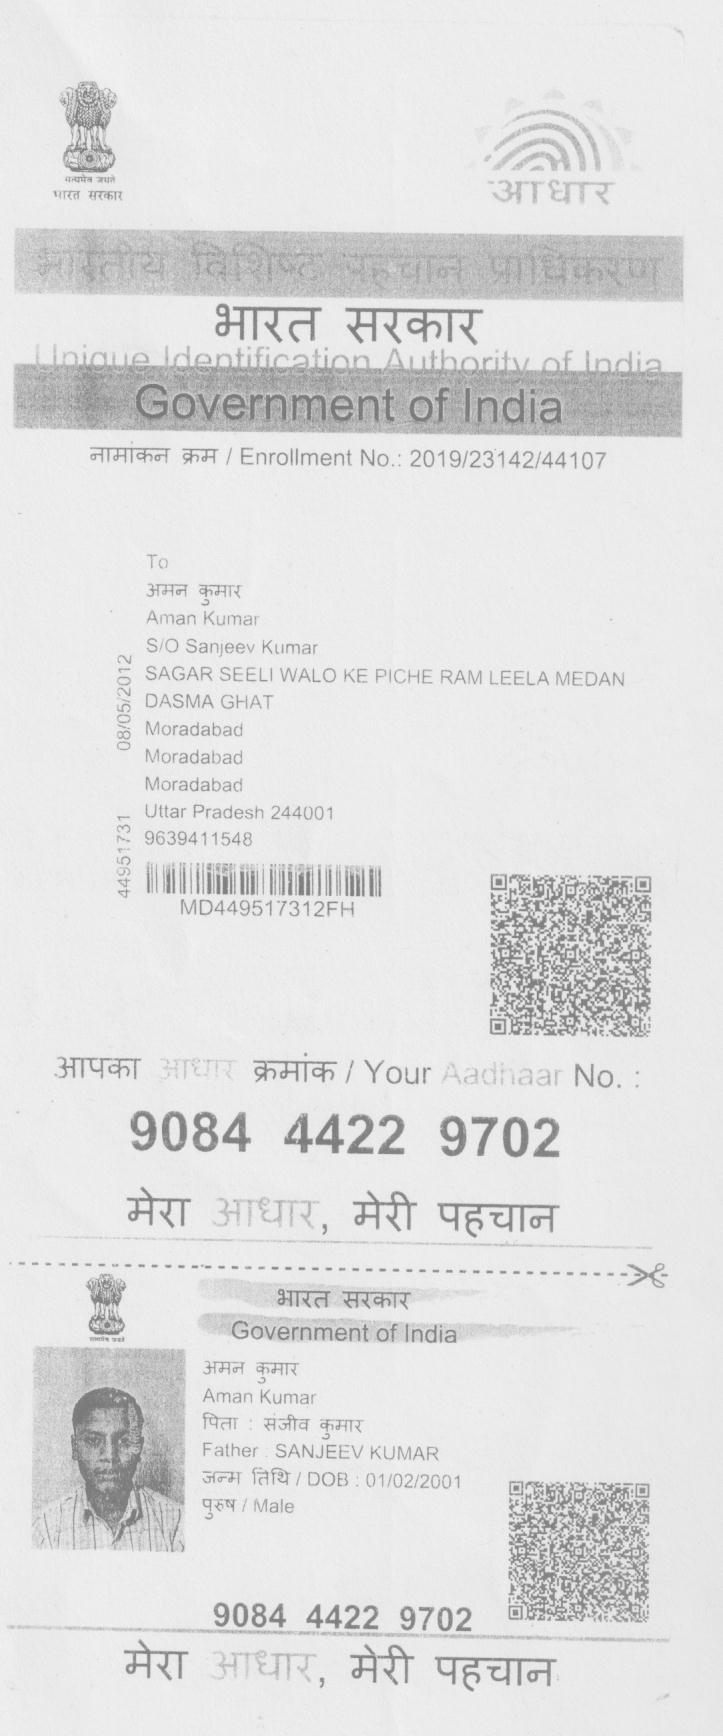 सत्यमेव जयते
भारत सरकार
आधार
भारतीय विशिष्ट पहचान प्राधिकरण
भारत सरकार
Unique Identification Authority of India
Government of India
नामांकन क्रम / Enrollment No.: 2019/23142/44107
To
अमन कुमार
Aman Kumar
S/O Sanjeev Kumar
SAGAR SEELI WALO KE PICHE RAM LEELA MEDAN
DASMA GHAT
Moradabad
Moradabad
Moradabad
Uttar Pradesh 244001
9639411548
08/05/2012
44951731
MD449517312FH
आपका आधार क्रमांक / Your Aadhaar No. :
9084 4422 9702
मेरा आधार, मेरी पहचान
भारत सरकार
Government of India
अमन कुमार
Aman Kumar
पिता : संजीव कुमार
Father : SANJEEV KUMAR
जन्म तिथि / DOB : 01/02/2001
पुरुष / Male
9084 4422 9702
मेरा आधार, मेरी पहचान